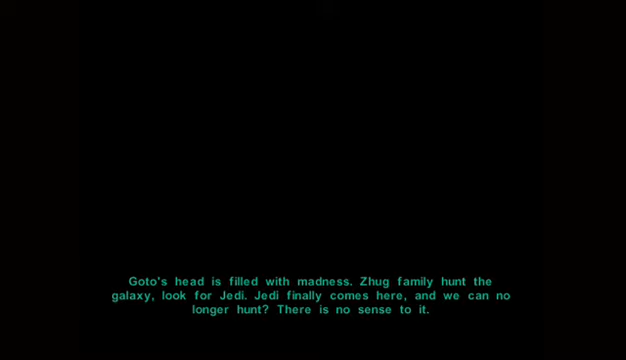 Goto's head is filled with madness. Zhug family hunt the
galaxy, look for Jedi. Jedi finally comes here, and we can no
longer hunt? There is no sense to it.